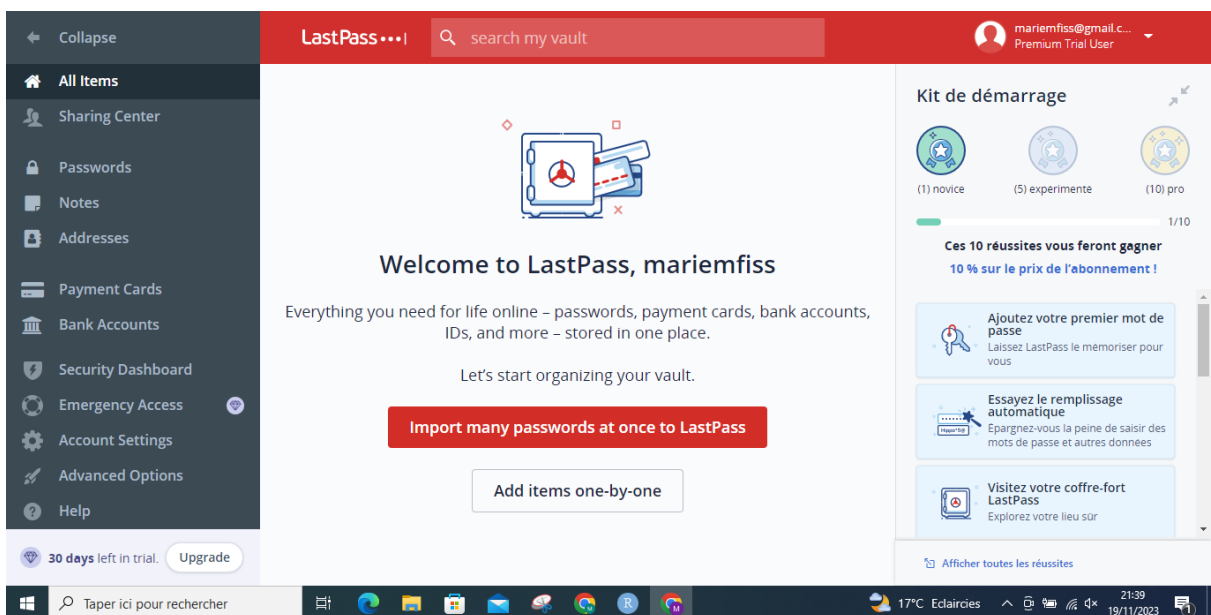 Collapse
All Items
Sharing Center
Passwords
Notes
Addresses
Payment Cards
Bank Accounts
Security Dashboard
Emergency Access
Account Settings
Advanced Options
Help
30 days left in trial. Upgrade
LastPass
search my vault
mariemfiss@gmail.c...
Premium Trial User
Welcome to LastPass, mariemfiss
Everything you need for life online – passwords, payment cards, bank accounts,
IDs, and more – stored in one place.
Let's start organizing your vault.
Import many passwords at once to LastPass
Add items one-by-one
Kit de démarrage
(1) novice (5) experimente (10) pro
1/10
Ces 10 réussites vous feront gagner
10 % sur le prix de l'abonnement !
Ajoutez votre premier mot de
passe
Laissez LastPass le memoriser pour
vous
Essayez le remplissage
automatique
Epargnez-vous la peine de saisir des
mots de passe et autres données
Visitez votre coffre-fort
LastPass
Explorez votre lieu sûr
Afficher toutes les réussites
Taper ici pour rechercher
17°C Eclaircies
21:39
19/11/2023